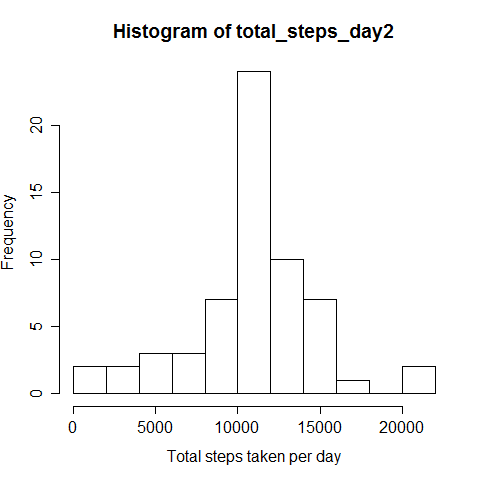 Histogram of total_steps_day2
Frequency
20
15
10
5
0
0 5000 10000 15000 20000
Total steps taken per day